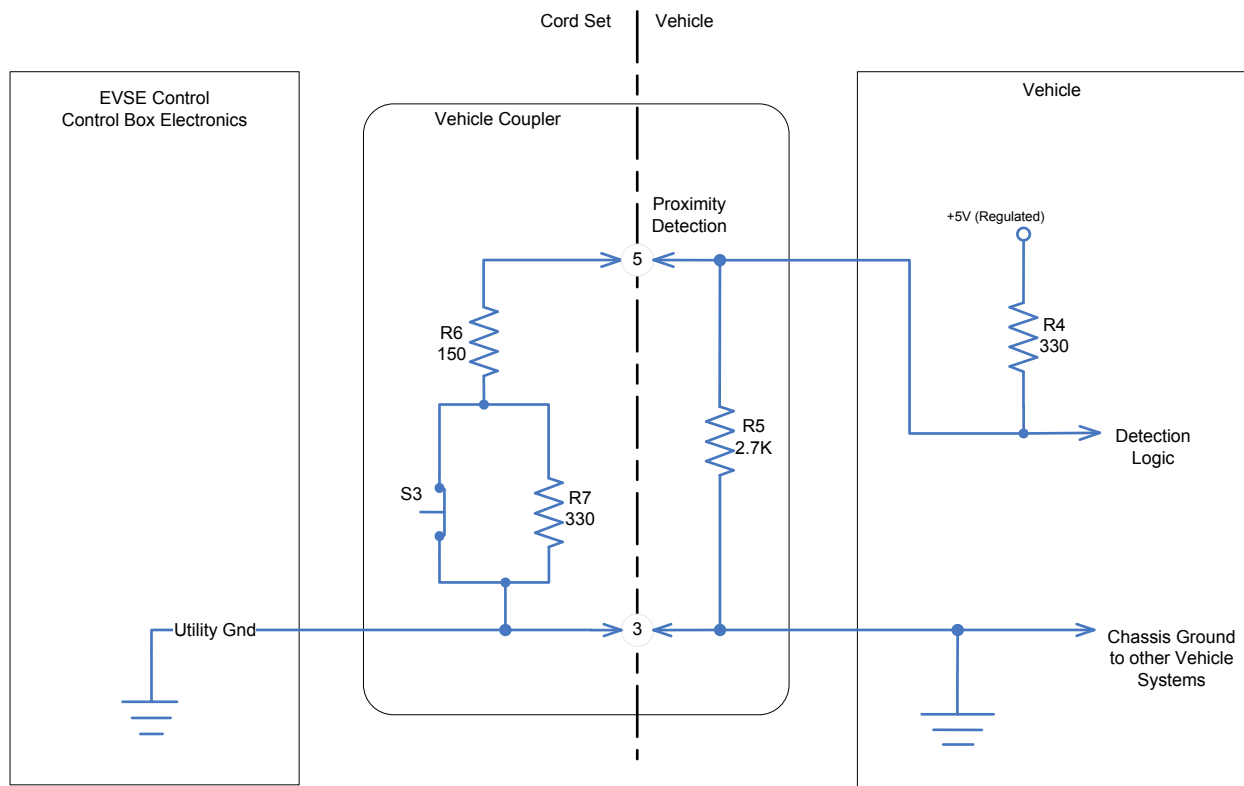 Cord Set
Vehicle
EVSE Control
Control Box Electronics
Vehicle Coupler
Vehicle
Proximity
Detection
+5V (Regulated)
5
R6
150
R4
330
R5
2.7K
Detection
Logic
S3
R7
330
Utility Gnd
3
Chassis Ground
to other Vehicle
Systems